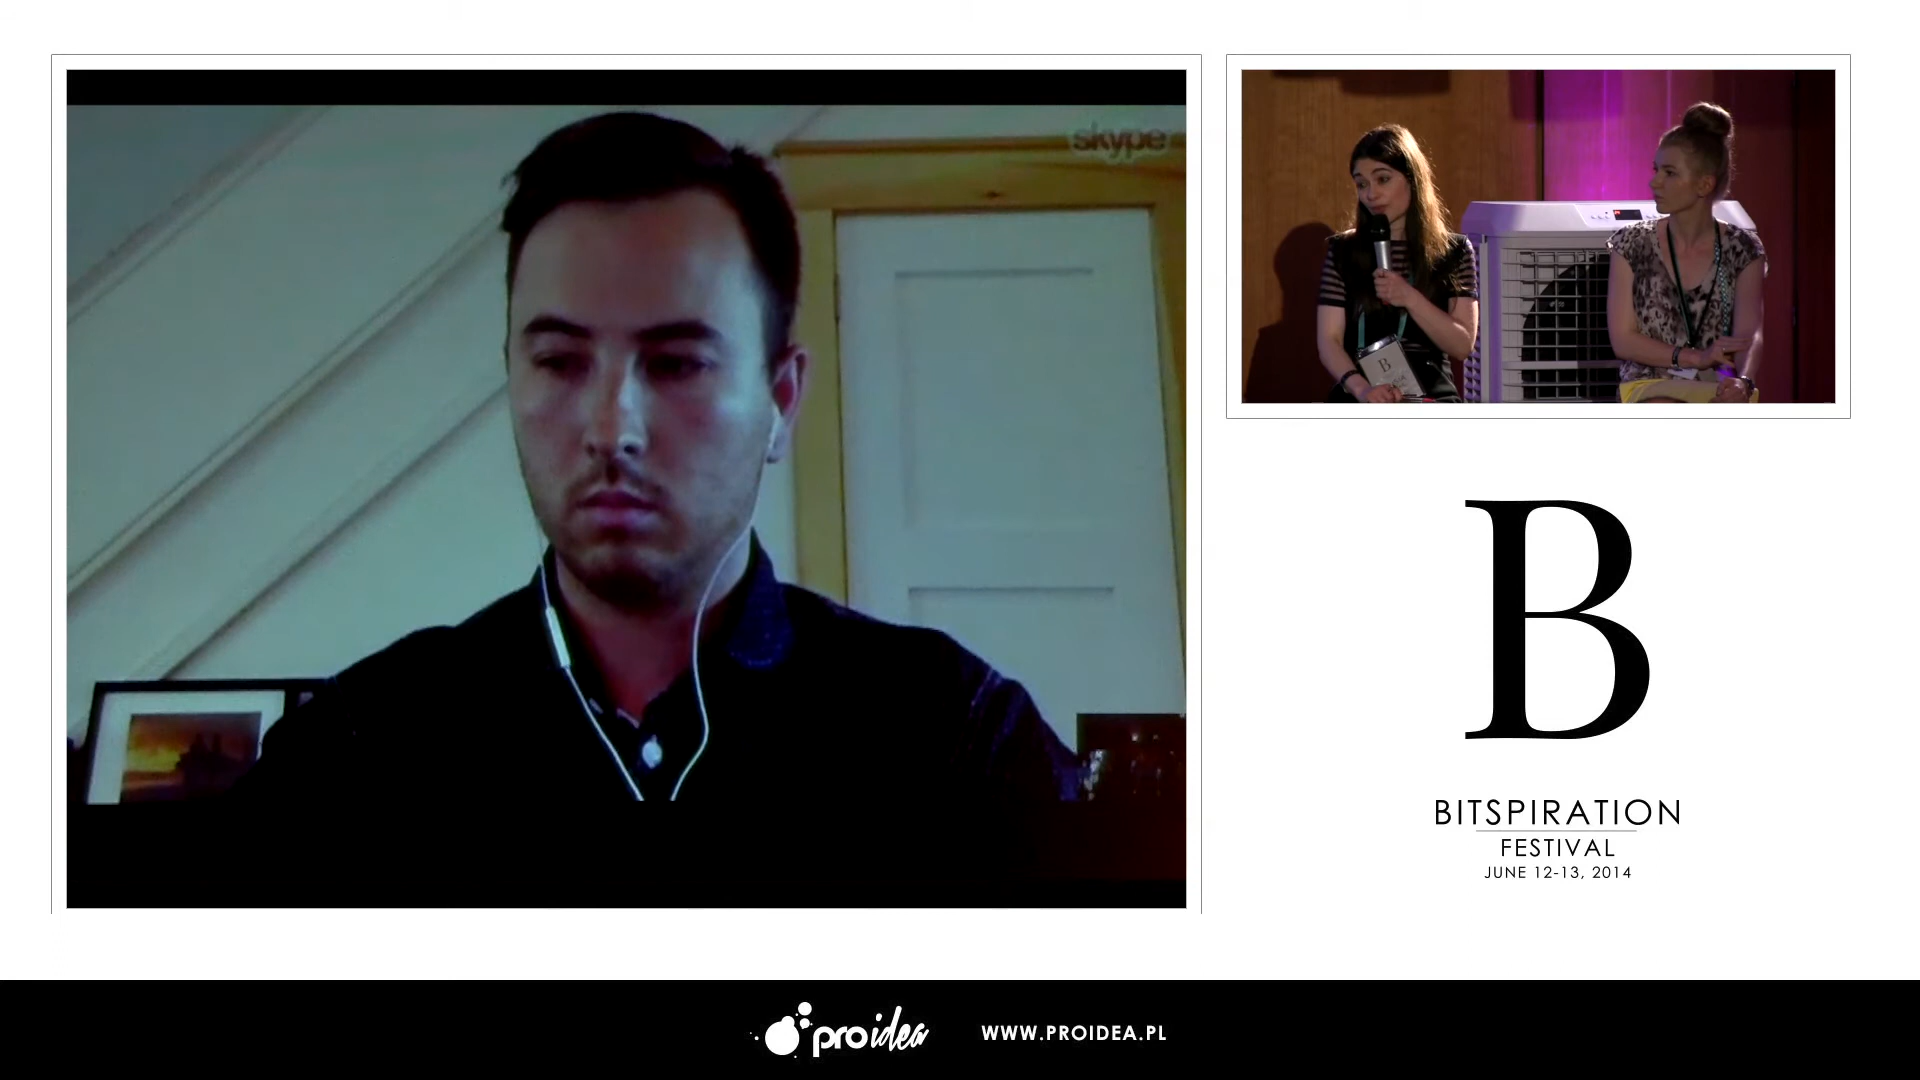 skype
B
B
BITSPIRATION
FESTIVAL
JUNE 12-13, 2014
proidea
WWW.PROIDEA.PL